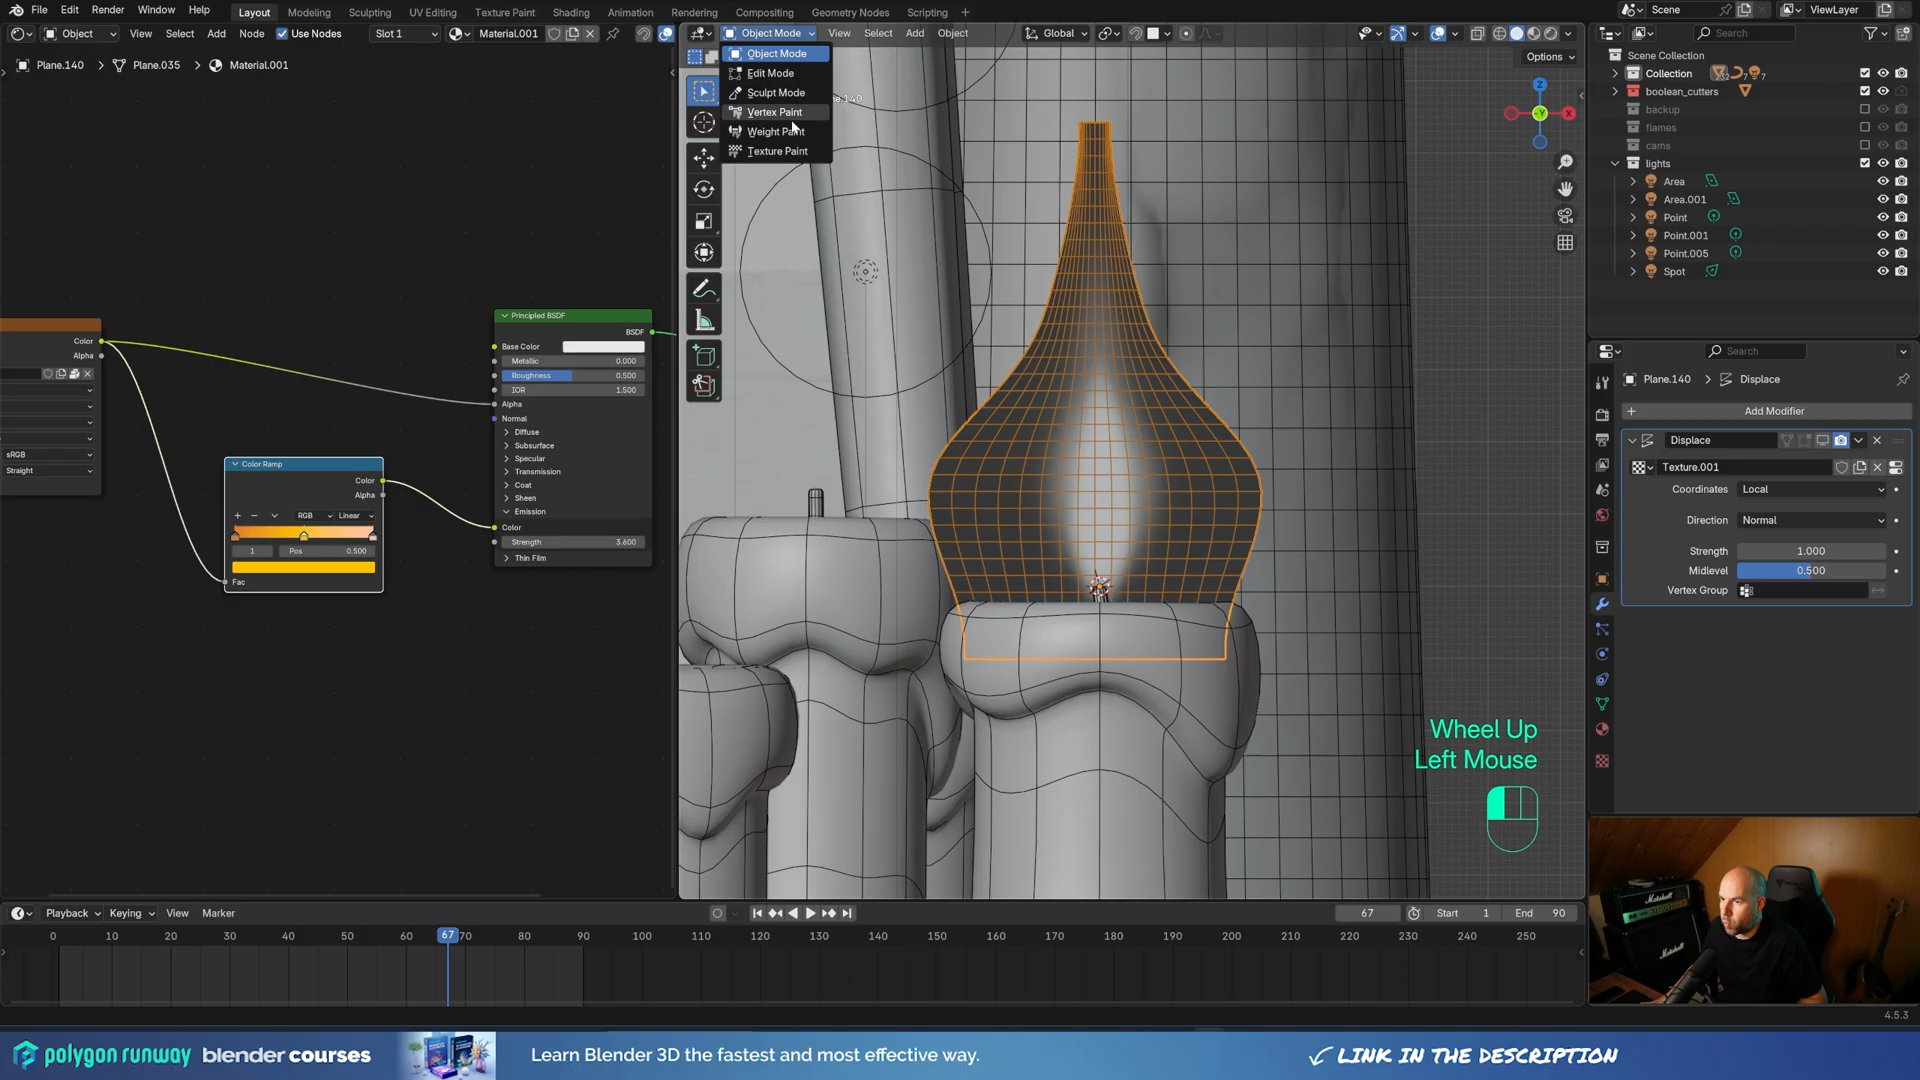 File Edit Render Window Help Layout Modeling Sculpting UV Editing Texture Paint Shading Animation Rendering Compositing Geometry Nodes Scripting + Scene ViewLayer
Object View Select Add Node Use Nodes Slot 1 Material.001
Object Mode View Select Add Object Global
Search
Plane.140 Plane.035 Material.001
Object Mode
Edit Mode
Sculpt Mode
Vertex Paint
Weight Paint
Texture Paint
Options
Z
Y
X
Scene Collection
Collection
boolean_cutters
backup
flames
cams
lights
Area
Area.001
Point
Point.001
Point.005
Spot
Color
Alpha
sRGB
Straight
Color Ramp
Color
Alpha
RGB Linear
1 Pos 0.500
Fac
Principled BSDF
BSDF
Base Color
Metallic 0.000
Roughness 0.500
IOR 1.500
Alpha
Normal
Diffuse
Subsurface
Specular
Transmission
Coat
Sheen
Emission
Color
Strength 3.600
Thin Film
Search
Plane.140 Displace
Add Modifier
Displace
Texture.001
Coordinates Local
Direction Normal
Strength 1.000
Midlevel 0.500
Vertex Group
Wheel Up
Left Mouse
Marshall
Marshall
Playback Keying View Marker 67 Start 1 End 90
0 10 20 30 40 50 60 67 70 80 90 100 110 120 130 140 150 160 170 180 190 200 210 220 230 240 250
4.5.3
polygon runway blender courses Learn Blender 3D the fastest and most effective way. LINK IN THE DESCRIPTION